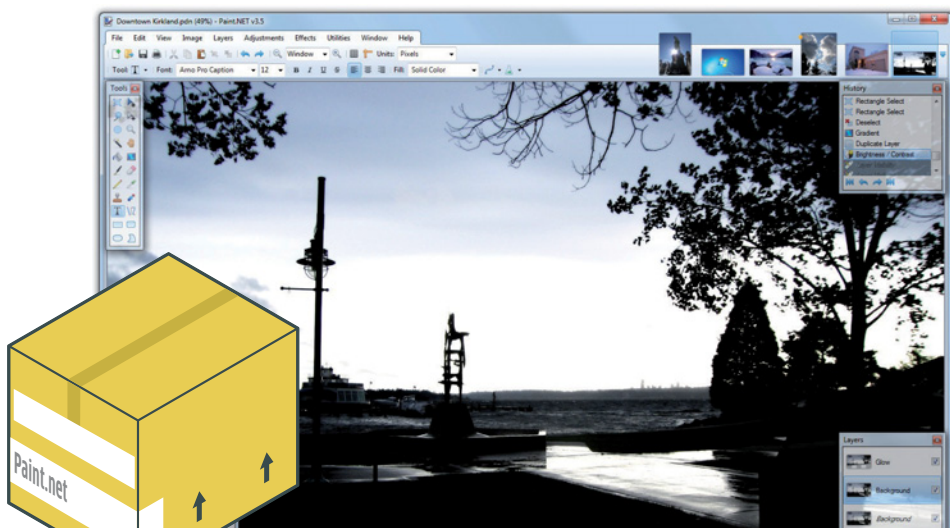 Downtown Kirkland.pdn (49%) - Paint.NET v3.5
File Edit View Image Layers Adjustments Effects Utilities Window Help
Window Units: Pixels
Tool: T Font: Arno Pro Caption 12 B I U S Fill: Solid Color
Tools
History
Rectangle Select
Rectangle Select
Deselect
Gradient
Duplicate Layer
Brightness / Contrast
Layers
Glow
Background
Background
Paint.net